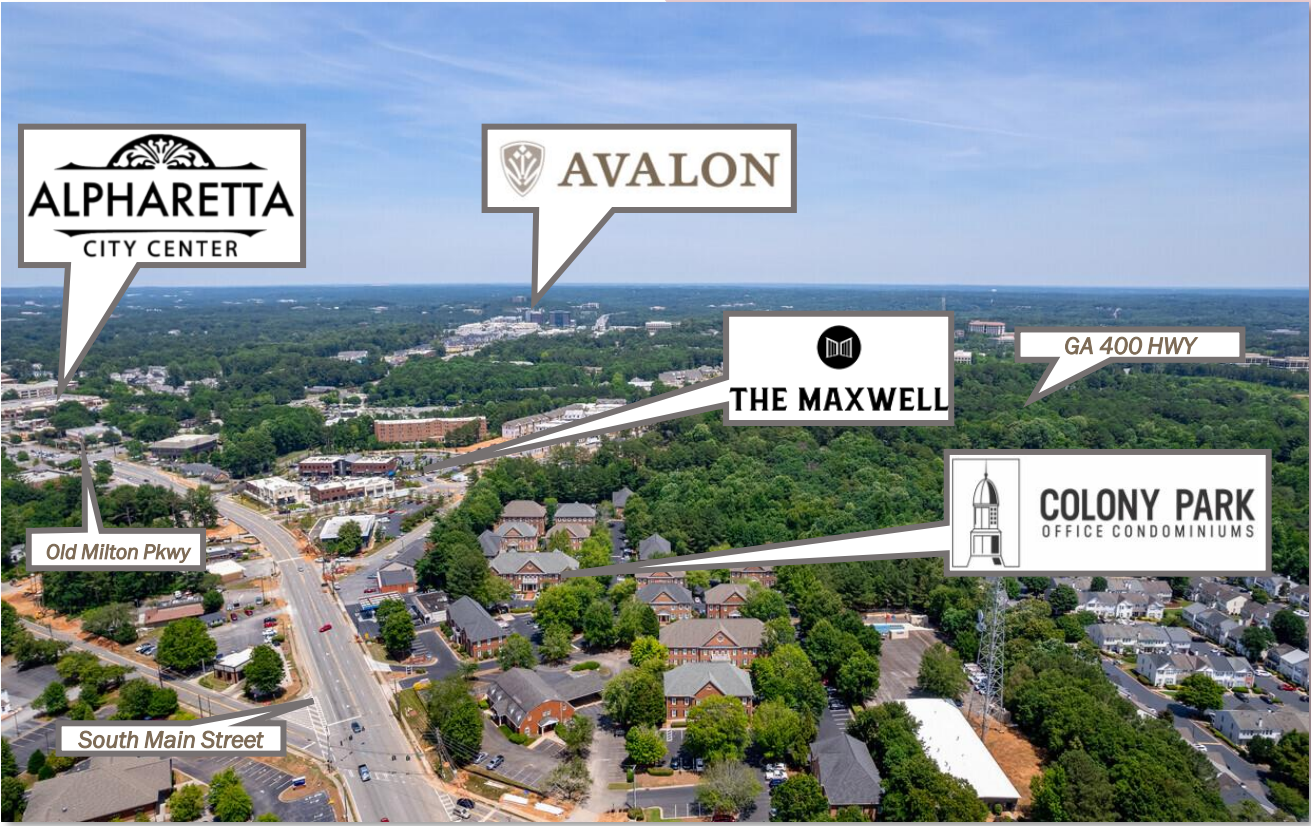 ALPHARETTA
CITY CENTER
AVALON
THE MAXWELL
GA 400 HWY
COLONY PARK
OFFICE CONDOMINIUMS
Old Milton Pkwy
South Main Street